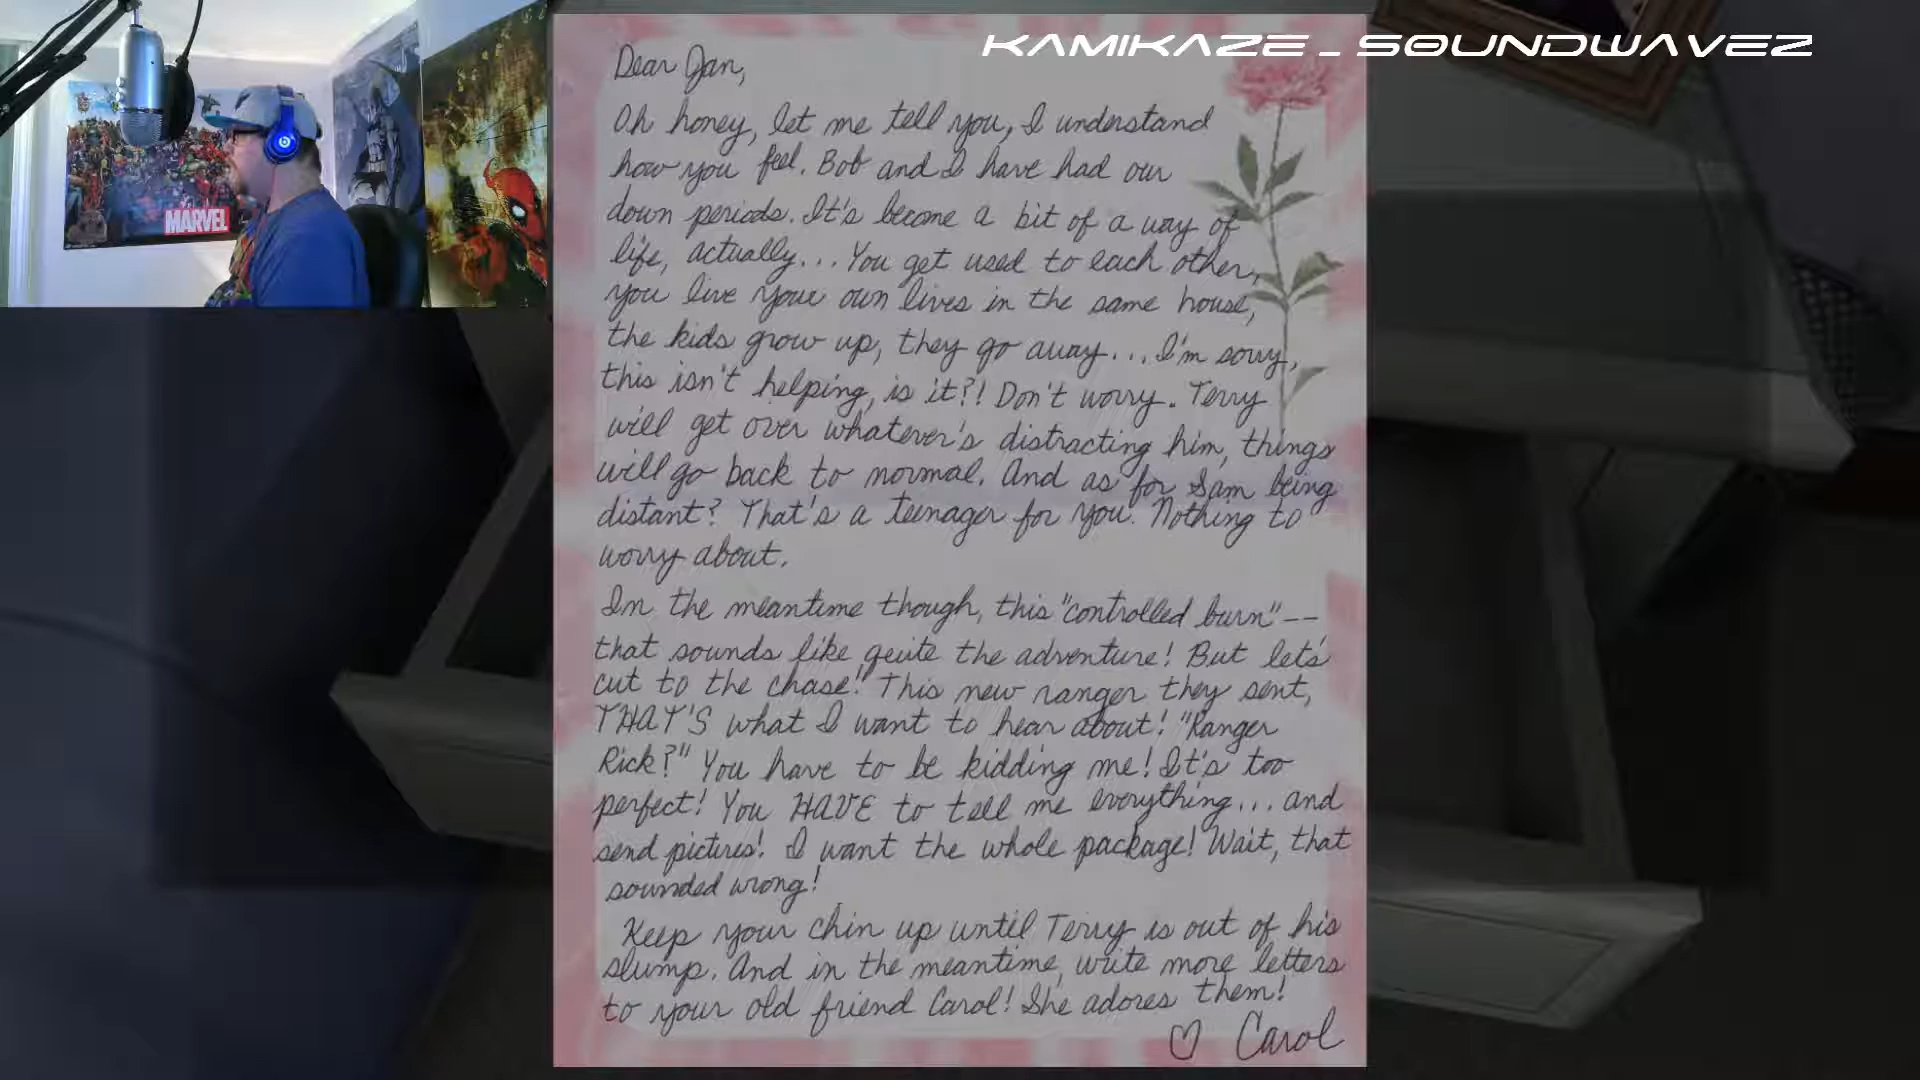 KAMIKAZE_SOUNDWAVEZ
MARVEL
Dear Jan,
Oh honey, let me tell you, I understand
how you feel. Bob and I have had our
down periods. It's become a bit of a way of
life, actually... You get used to each other,
you live your own lives in the same house,
the kids grow up, they go away... I'm sorry,
this isn't helping, is it?! Don't worry. Terry
will get over whatever's distracting him, things
will go back to normal. And as for Sam being
distant? That's a teenager for you. Nothing to
worry about.
In the meantime though, this "controlled burn"--
that sounds like quite the adventure! But let's
cut to the chase! This new ranger they sent,
THAT'S what I want to hear about! "Ranger
Rick?" You have to be kidding me! It's too
perfect! You HAVE to tell me everything... and
send pictures! I want the whole package! Wait, that
sounded wrong!
Keep your chin up until Terry is out of his
slump. And in the meantime, write more letters
to your old friend Carol! She adores them!
♡ Carol